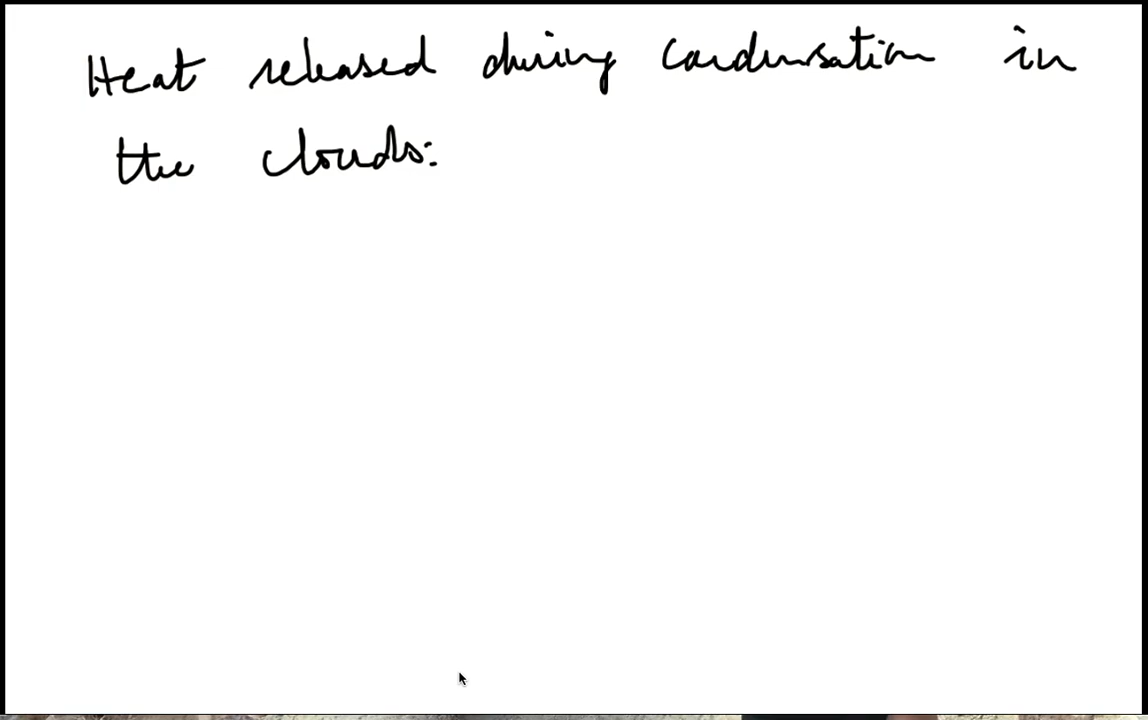 Heat released during condensation in
the clouds: